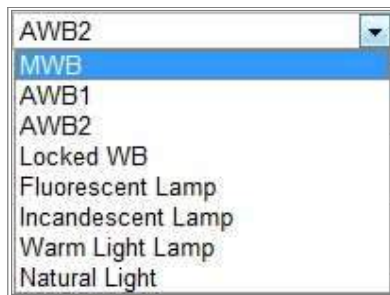 AWB2
MWB
AWB1
AWB2
Locked WB
Fluorescent Lamp
Incandescent Lamp
Warm Light Lamp
Natural Light